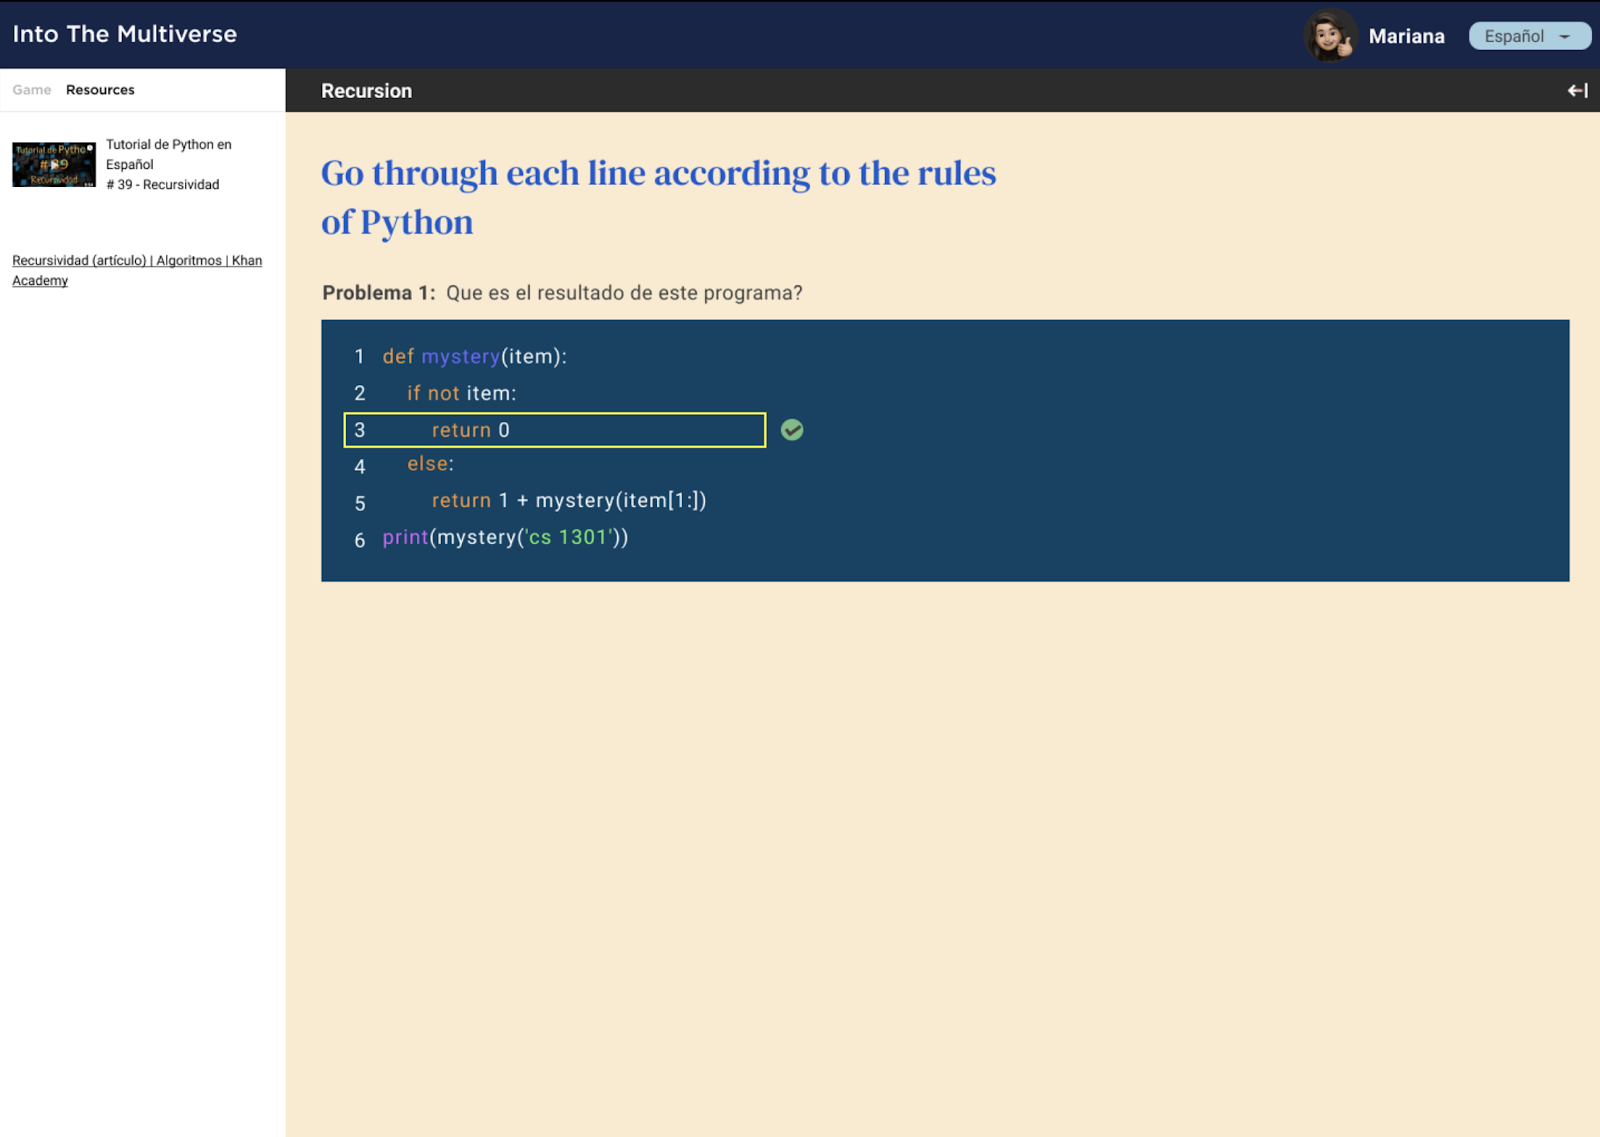 Into The Multiverse
Mariana
Español
Game Resources
Recursion
Tutorial de Python
#39
Recursividad
Tutorial de Python en
Español
# 39 - Recursividad
Recursividad (artículo) | Algoritmos | Khan
Academy
Go through each line according to the rules
of Python
Problema 1: Que es el resultado de este programa?
1 def mystery(item):
2 if not item:
3 return 0
4 else:
5 return 1 + mystery(item[1:])
6 print(mystery('cs 1301'))